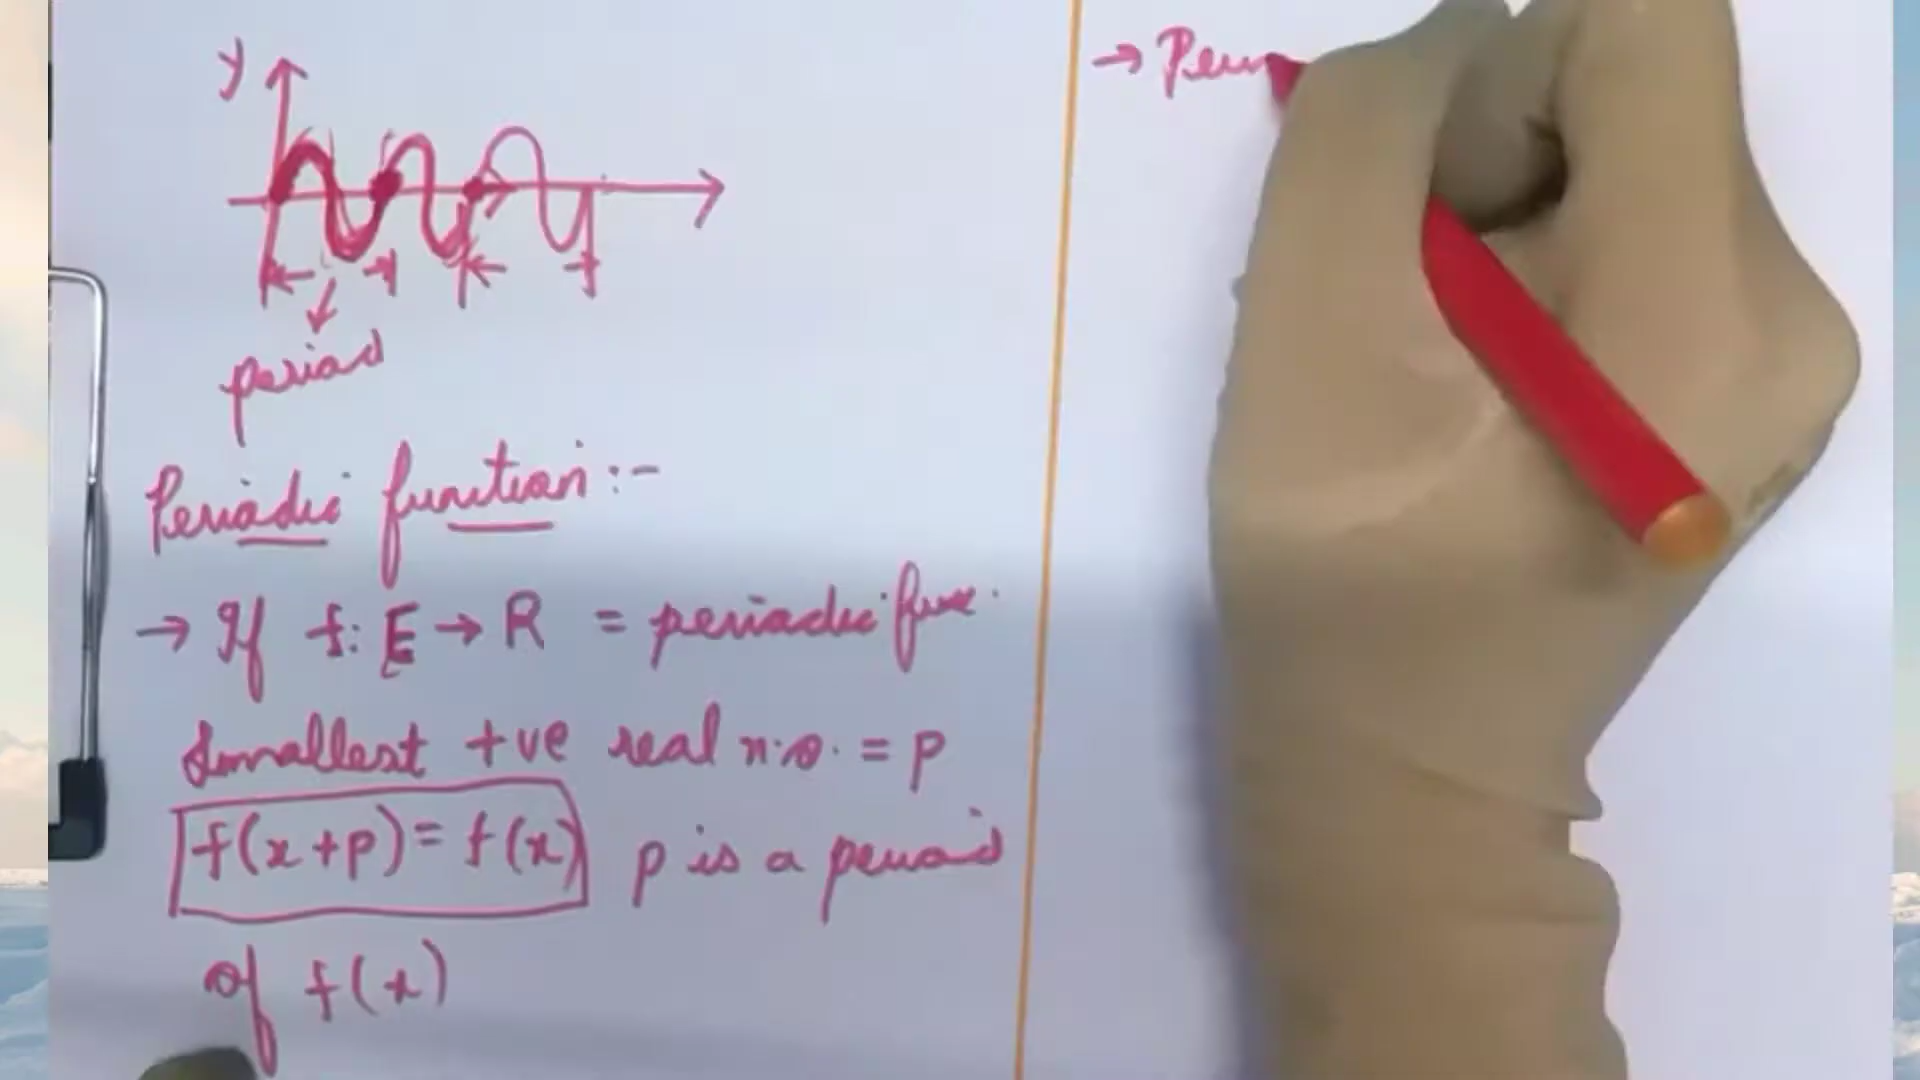 y
period
Periodic function :-
→ If f: E → R = periodic func.
Smallest +ve real n.o. = p
f(x+p) = f(x) p is a period
of f(x)
→